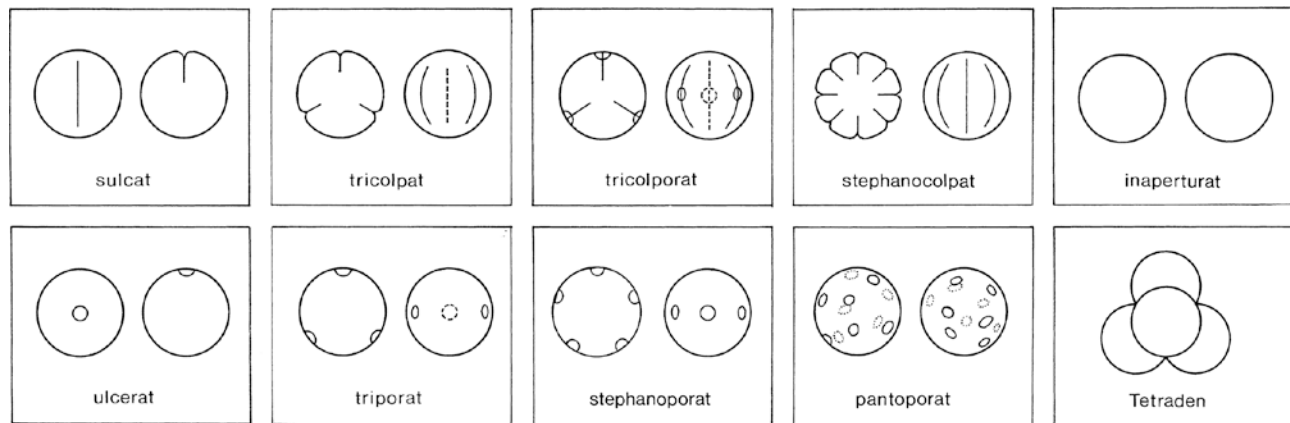 sulcat
tricolpat
tricolporat
stephanocolpat
inaperturat
ulcerat
triporat
stephanoporat
pantoporat
Tetraden